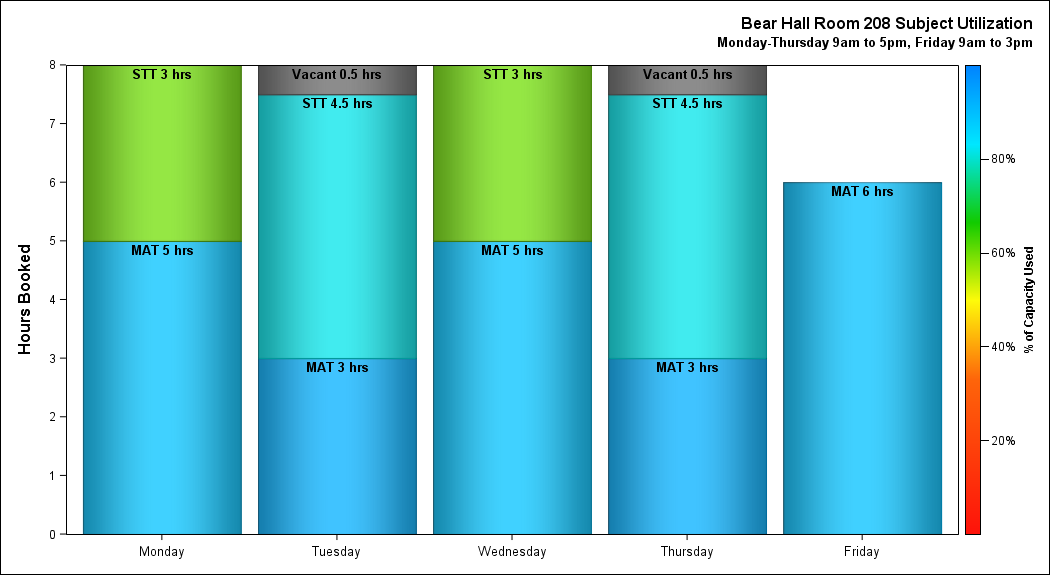 Bear Hall Room 208 Subject Utilization
Monday-Thursday 9am to 5pm, Friday 9am to 3pm
Hours Booked
8
7
6
5
4
3
2
1
0
STT 3 hrs
MAT 5 hrs
Vacant 0.5 hrs
STT 4.5 hrs
MAT 3 hrs
STT 3 hrs
MAT 5 hrs
Vacant 0.5 hrs
STT 4.5 hrs
MAT 3 hrs
MAT 6 hrs
Monday
Tuesday
Wednesday
Thursday
Friday
80%
60%
40%
20%
% of Capacity Used